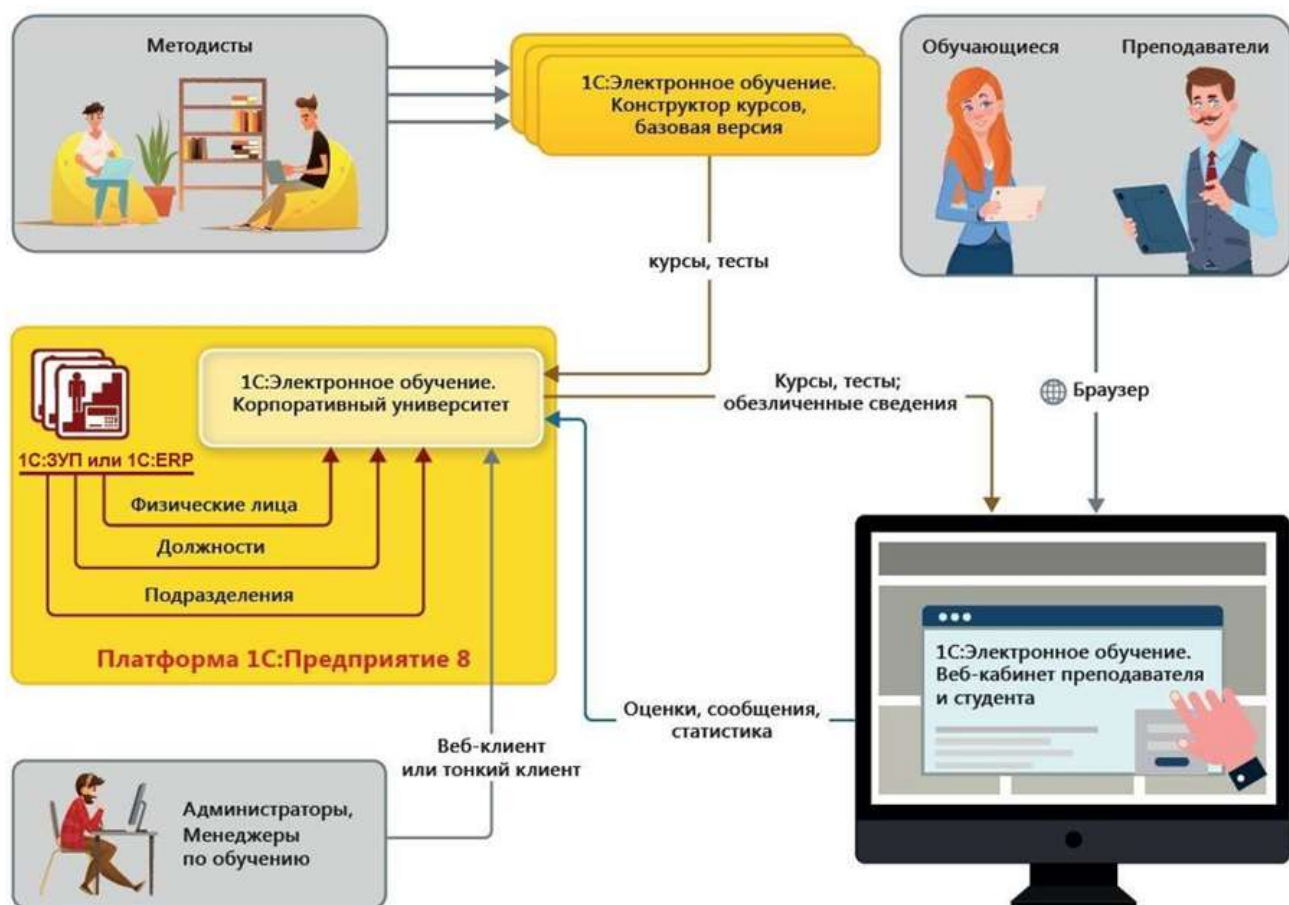 Методисты
1С:Электронное обучение.
Конструктор курсов,
базовая версия
Обучающиеся
Преподаватели
курсы, тесты
1С:Электронное обучение.
Корпоративный университет
1С:ЗУП или 1С:ERP
Физические лица
Должности
Подразделения
Платформа 1С:Предприятие 8
Курсы, тесты;
обезличенные сведения
Браузер
1С:Электронное обучение.
Веб-кабинет преподавателя
и студента
Оценки, сообщения,
статистика
Веб-клиент
или тонкий клиент
Администраторы,
Менеджеры
по обучению